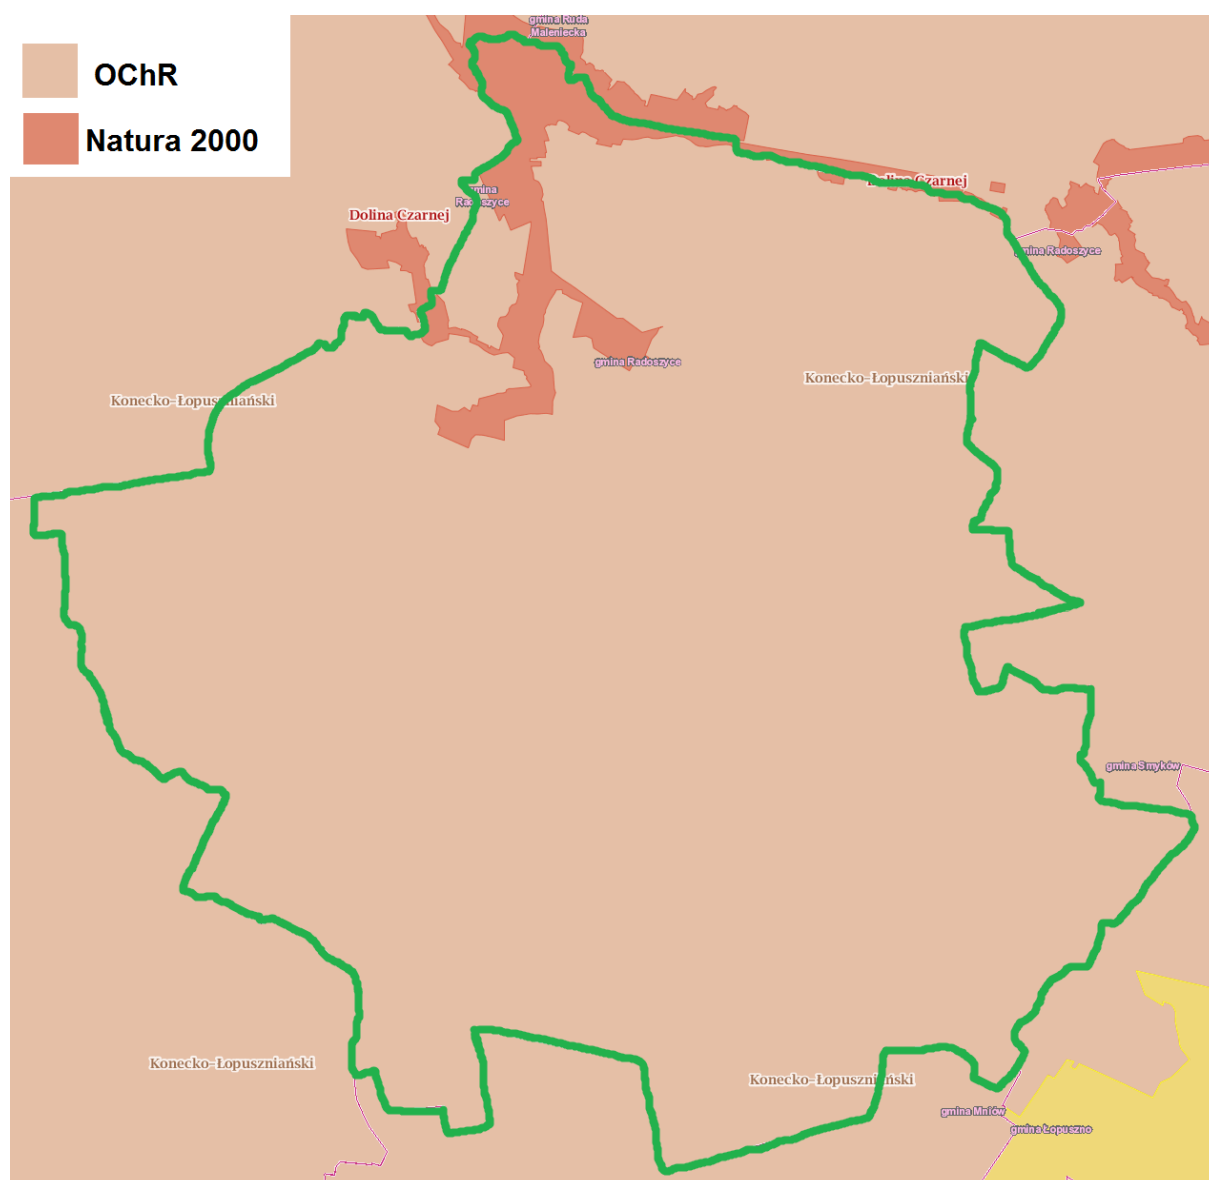 gmina Ruda
Maleniecka
OChR
Natura 2000
Dolina Czarnej
gmina
Radoszyce
Dolina Czarnej
gmina Radoszyce
gmina Radoszyce
Konecko-Łopuszniański
Konecko-Łopuszniański
gmina Smyków
Konecko-Łopuszniański
Konecko-Łopuszniański
gmina Mniów
gmina Łopuszno